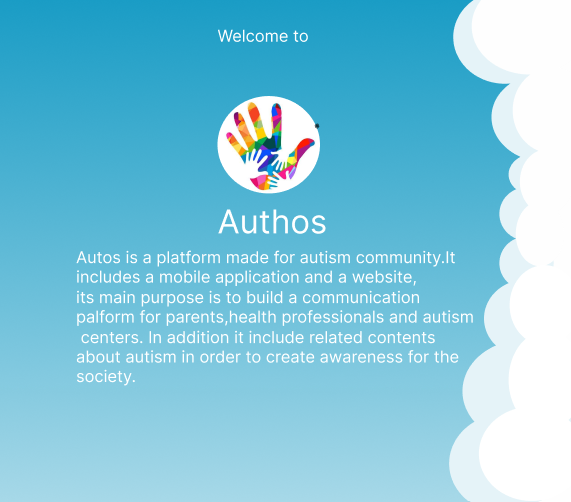 Welcome to
Authos
Autos is a platform made for autism community.It
includes a mobile application and a website,
its main purpose is to build a communication
palform for parents,health professionals and autism
centers. In addition it include related contents
about autism in order to create awareness for the
society.